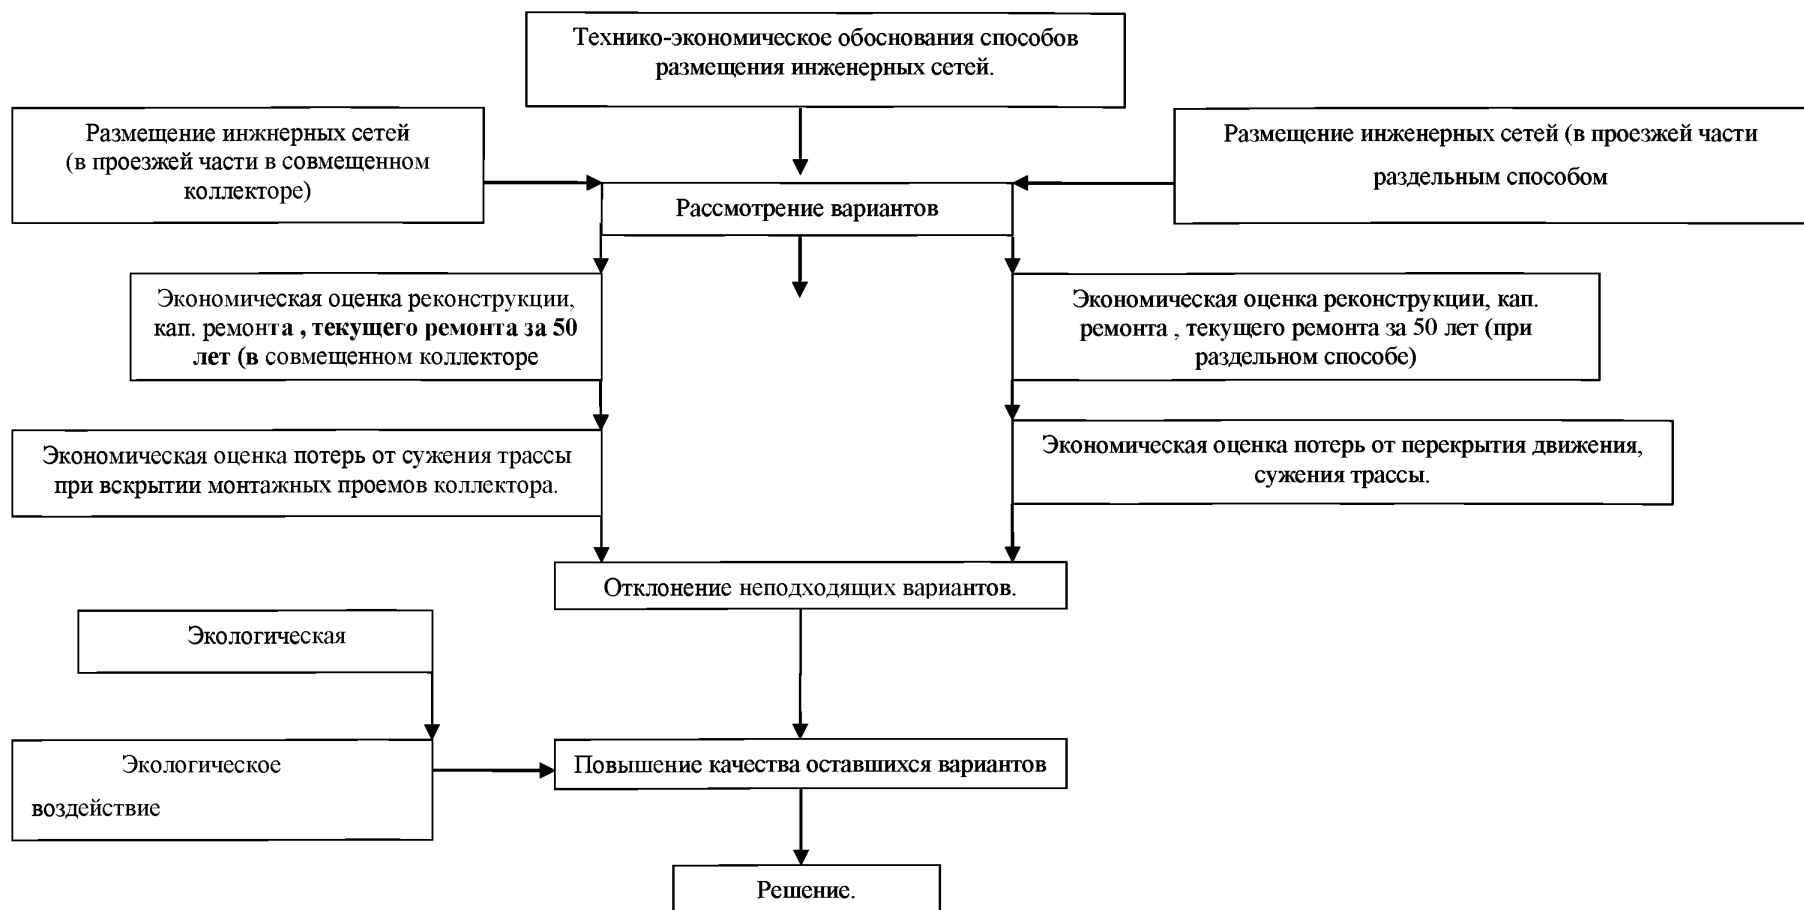 Технико-экономическое обоснования способов
размещения инженерных сетей.
Размещение инжнерных сетей
(в проезжей части в совмещенном
коллекторе)
Размещение инженерных сетей (в проезжей части
раздельным способом
Рассмотрение вариантов
Экономическая оценка реконструкции,
кап. ремонта , текущего ремонта за 50
лет (в совмещенном коллекторе
Экономическая оценка реконструкции, кап.
ремонта , текущего ремонта за 50 лет (при
раздельном способе)
Экономическая оценка потерь от сужения трассы
при вскрытии монтажных проемов коллектора.
Экономическая оценка потерь от перекрытия движения,
сужения трассы.
Отклонение неподходящих вариантов.
Экологическая
Экологическое
воздействие
Повышение качества оставшихся вариантов
Решение.